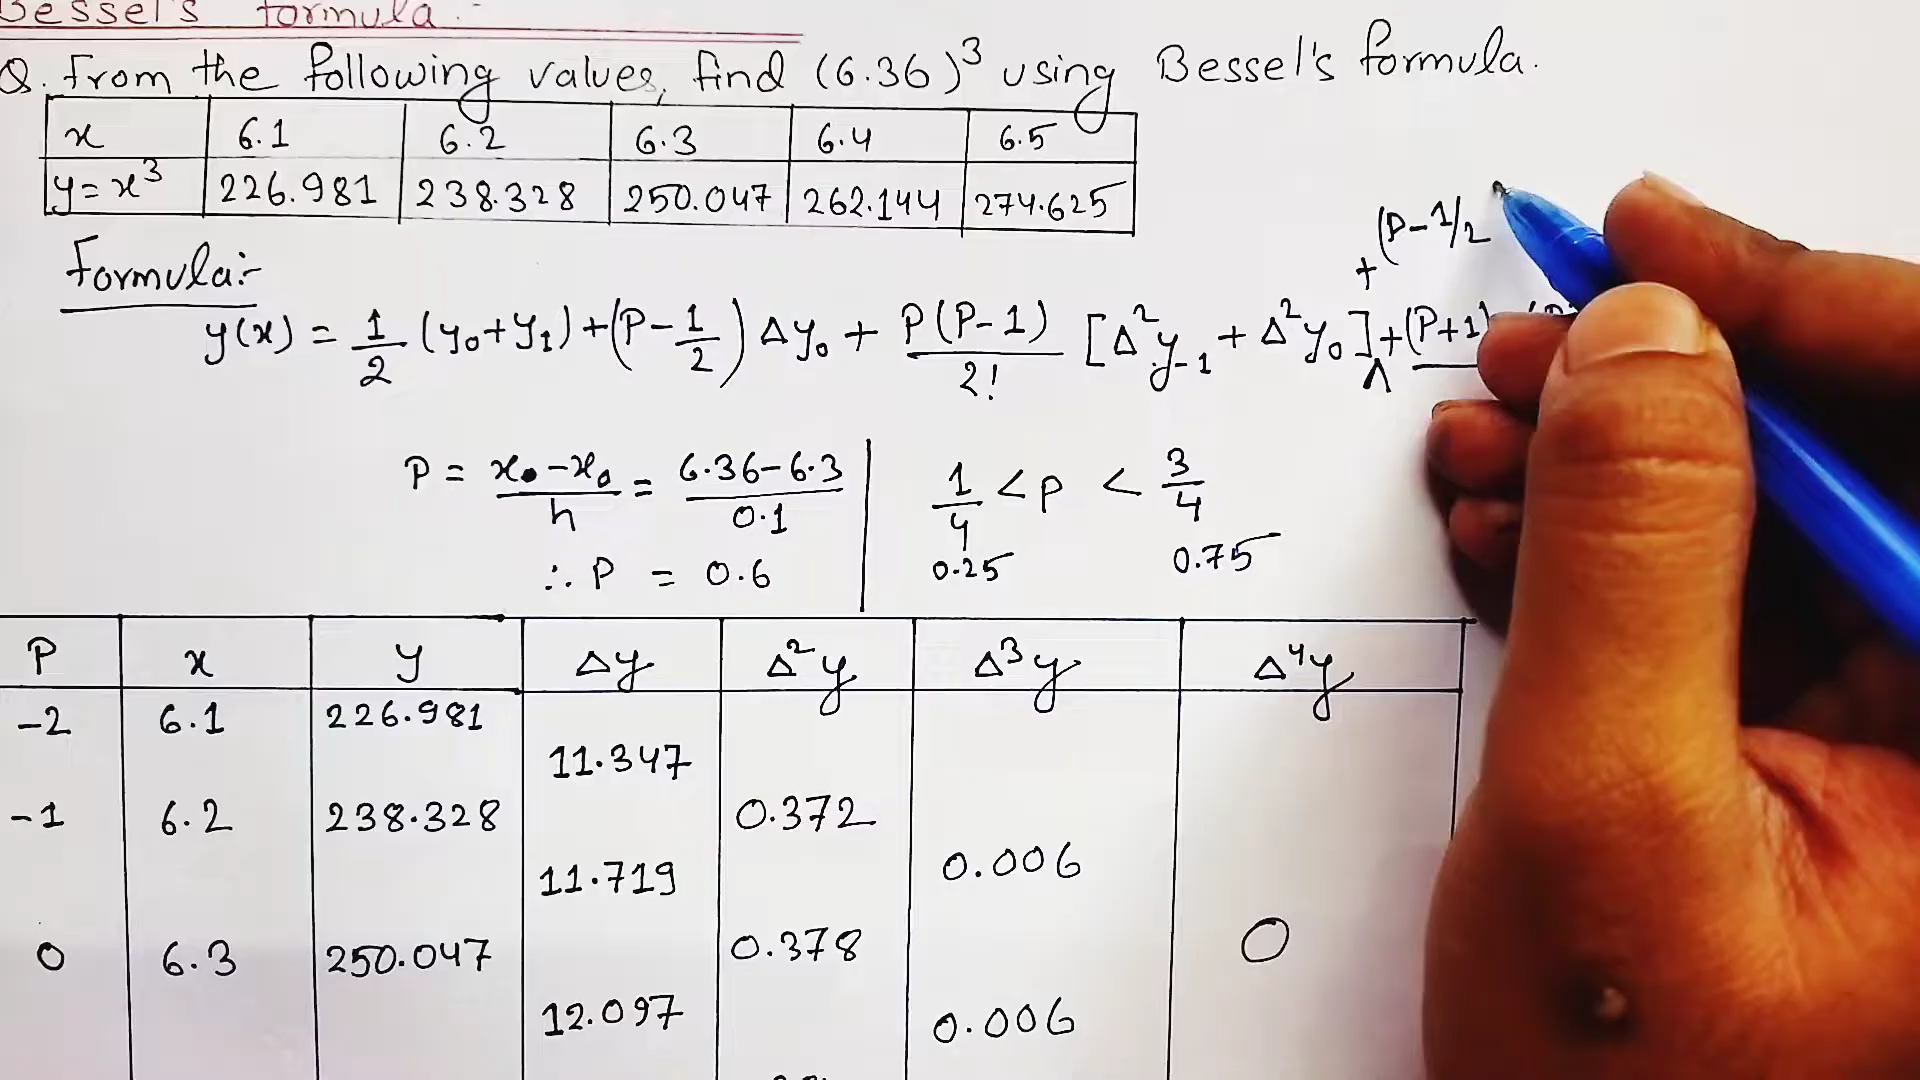 Bessel's formula:-
Q. From the following values, find (6.36)³ using Bessel's formula.
x 6.1 6.2 6.3 6.4 6.5
y=x³ 226.981 238.328 250.047 262.144 274.625
Formula:-
+ (P-1/2
y(x) = 1/2 (y₀+y₁) + (P-1/2) Δy₀ + P(P-1)/2! [Δ²y₋₁ + Δ²y₀] + (P+1)
P = x-x₀/h = 6.36-6.3/0.1
1/4 < p < 3/4
∴ P = 0.6
0.25 0.75
P x y Δy Δ²y Δ³y Δ⁴y
-2 6.1 226.981
11.347
-1 6.2 238.328 0.372
11.719 0.006
0 6.3 250.047 0.378 0
12.097 0.006